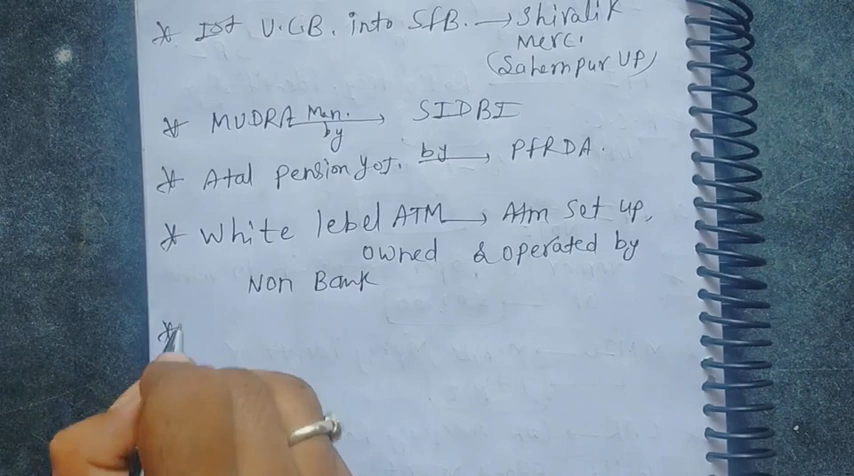 * Ist U.C.B. into SFB. → Shivalik
Merc.
(Sahernpur UP)
* MUDRA Man. by → SIDBI
* Atal Pension Yoj. by → PFRDA.
* White lebel ATM → Atm set up,
owned & operated by
Non Bank
*